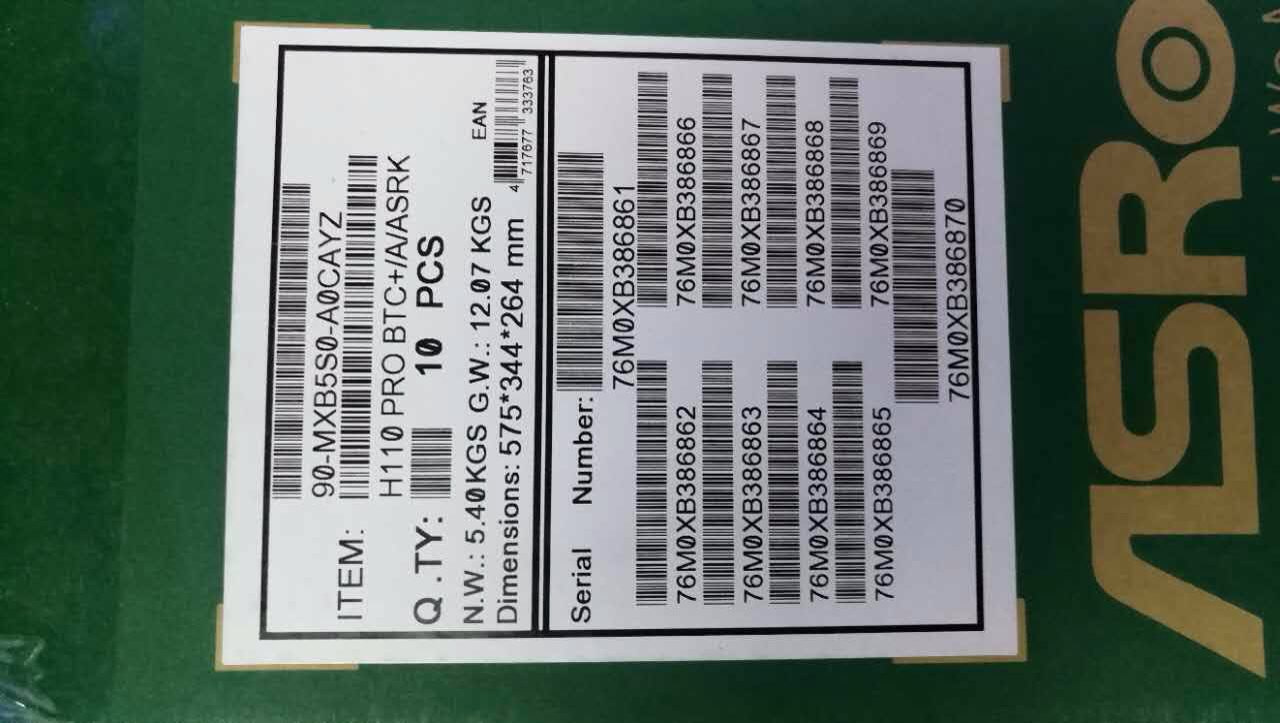 90-MXB5S0-A0CAYZ
ITEM:
H110 PRO BTC+/A/ASRK
Q .TY: 10 PCS
N.W.: 5.40KGS G.W.: 12.07 KGS EAN
Dimensions: 575*344*264 mm
4 717677 333763
Serial Number:
76M0XB386861
76M0XB386862 76M0XB386866
76M0XB386863 76M0XB386867
76M0XB386864 76M0XB386868
76M0XB386865 76M0XB386869
76M0XB386870
ASRO